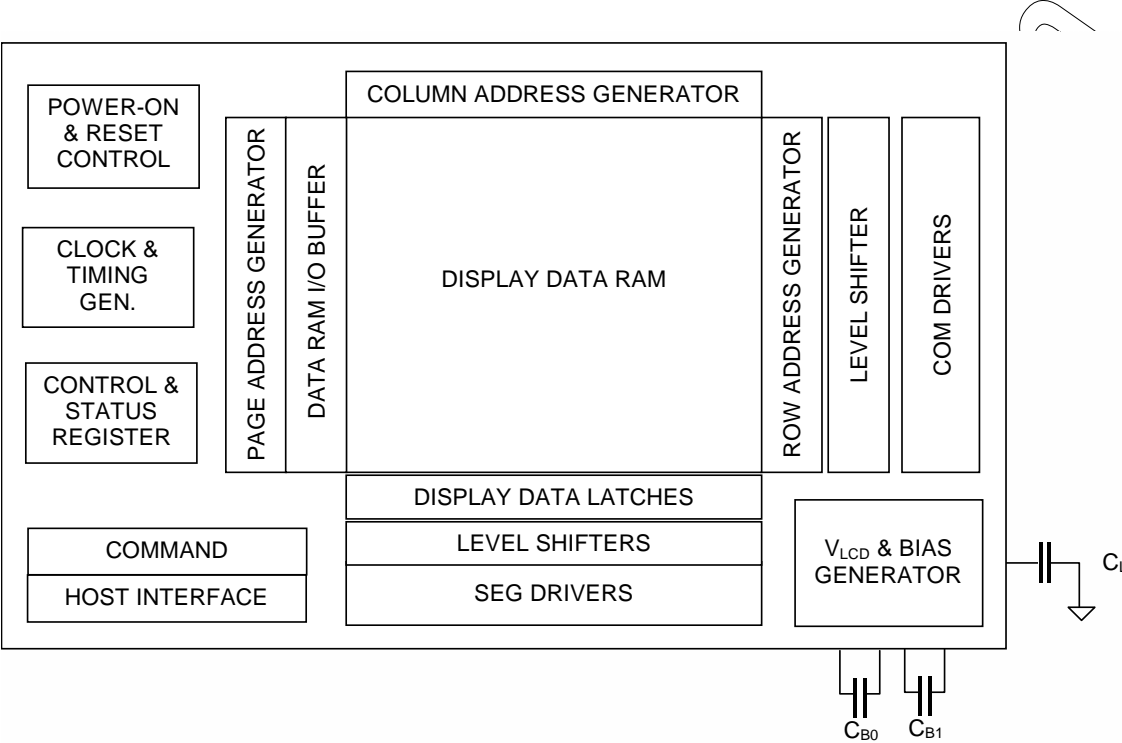 COLUMN ADDRESS GENERATOR
POWER-ON
& RESET
CONTROL
CLOCK &
TIMING
GEN.
CONTROL &
STATUS
REGISTER
PAGE ADDRESS GENERATOR
DATA RAM I/O BUFFER
DISPLAY DATA RAM
ROW ADDRESS GENERATOR
LEVEL SHIFTER
COM DRIVERS
DISPLAY DATA LATCHES
LEVEL SHIFTERS
SEG DRIVERS
COMMAND
HOST INTERFACE
VLCD & BIAS
GENERATOR
CL
CB0
CB1